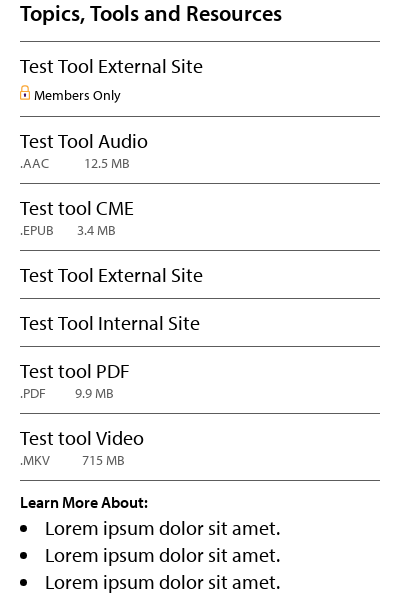 Topics, Tools and Resources
Test Tool External Site
Members Only
Test Tool Audio
.AAC 12.5 MB
Test tool CME
.EPUB 3.4 MB
Test Tool External Site
Test Tool Internal Site
Test tool PDF
.PDF 9.9 MB
Test tool Video
.MKV 715 MB
Learn More About:
• Lorem ipsum dolor sit amet.
• Lorem ipsum dolor sit amet.
• Lorem ipsum dolor sit amet.